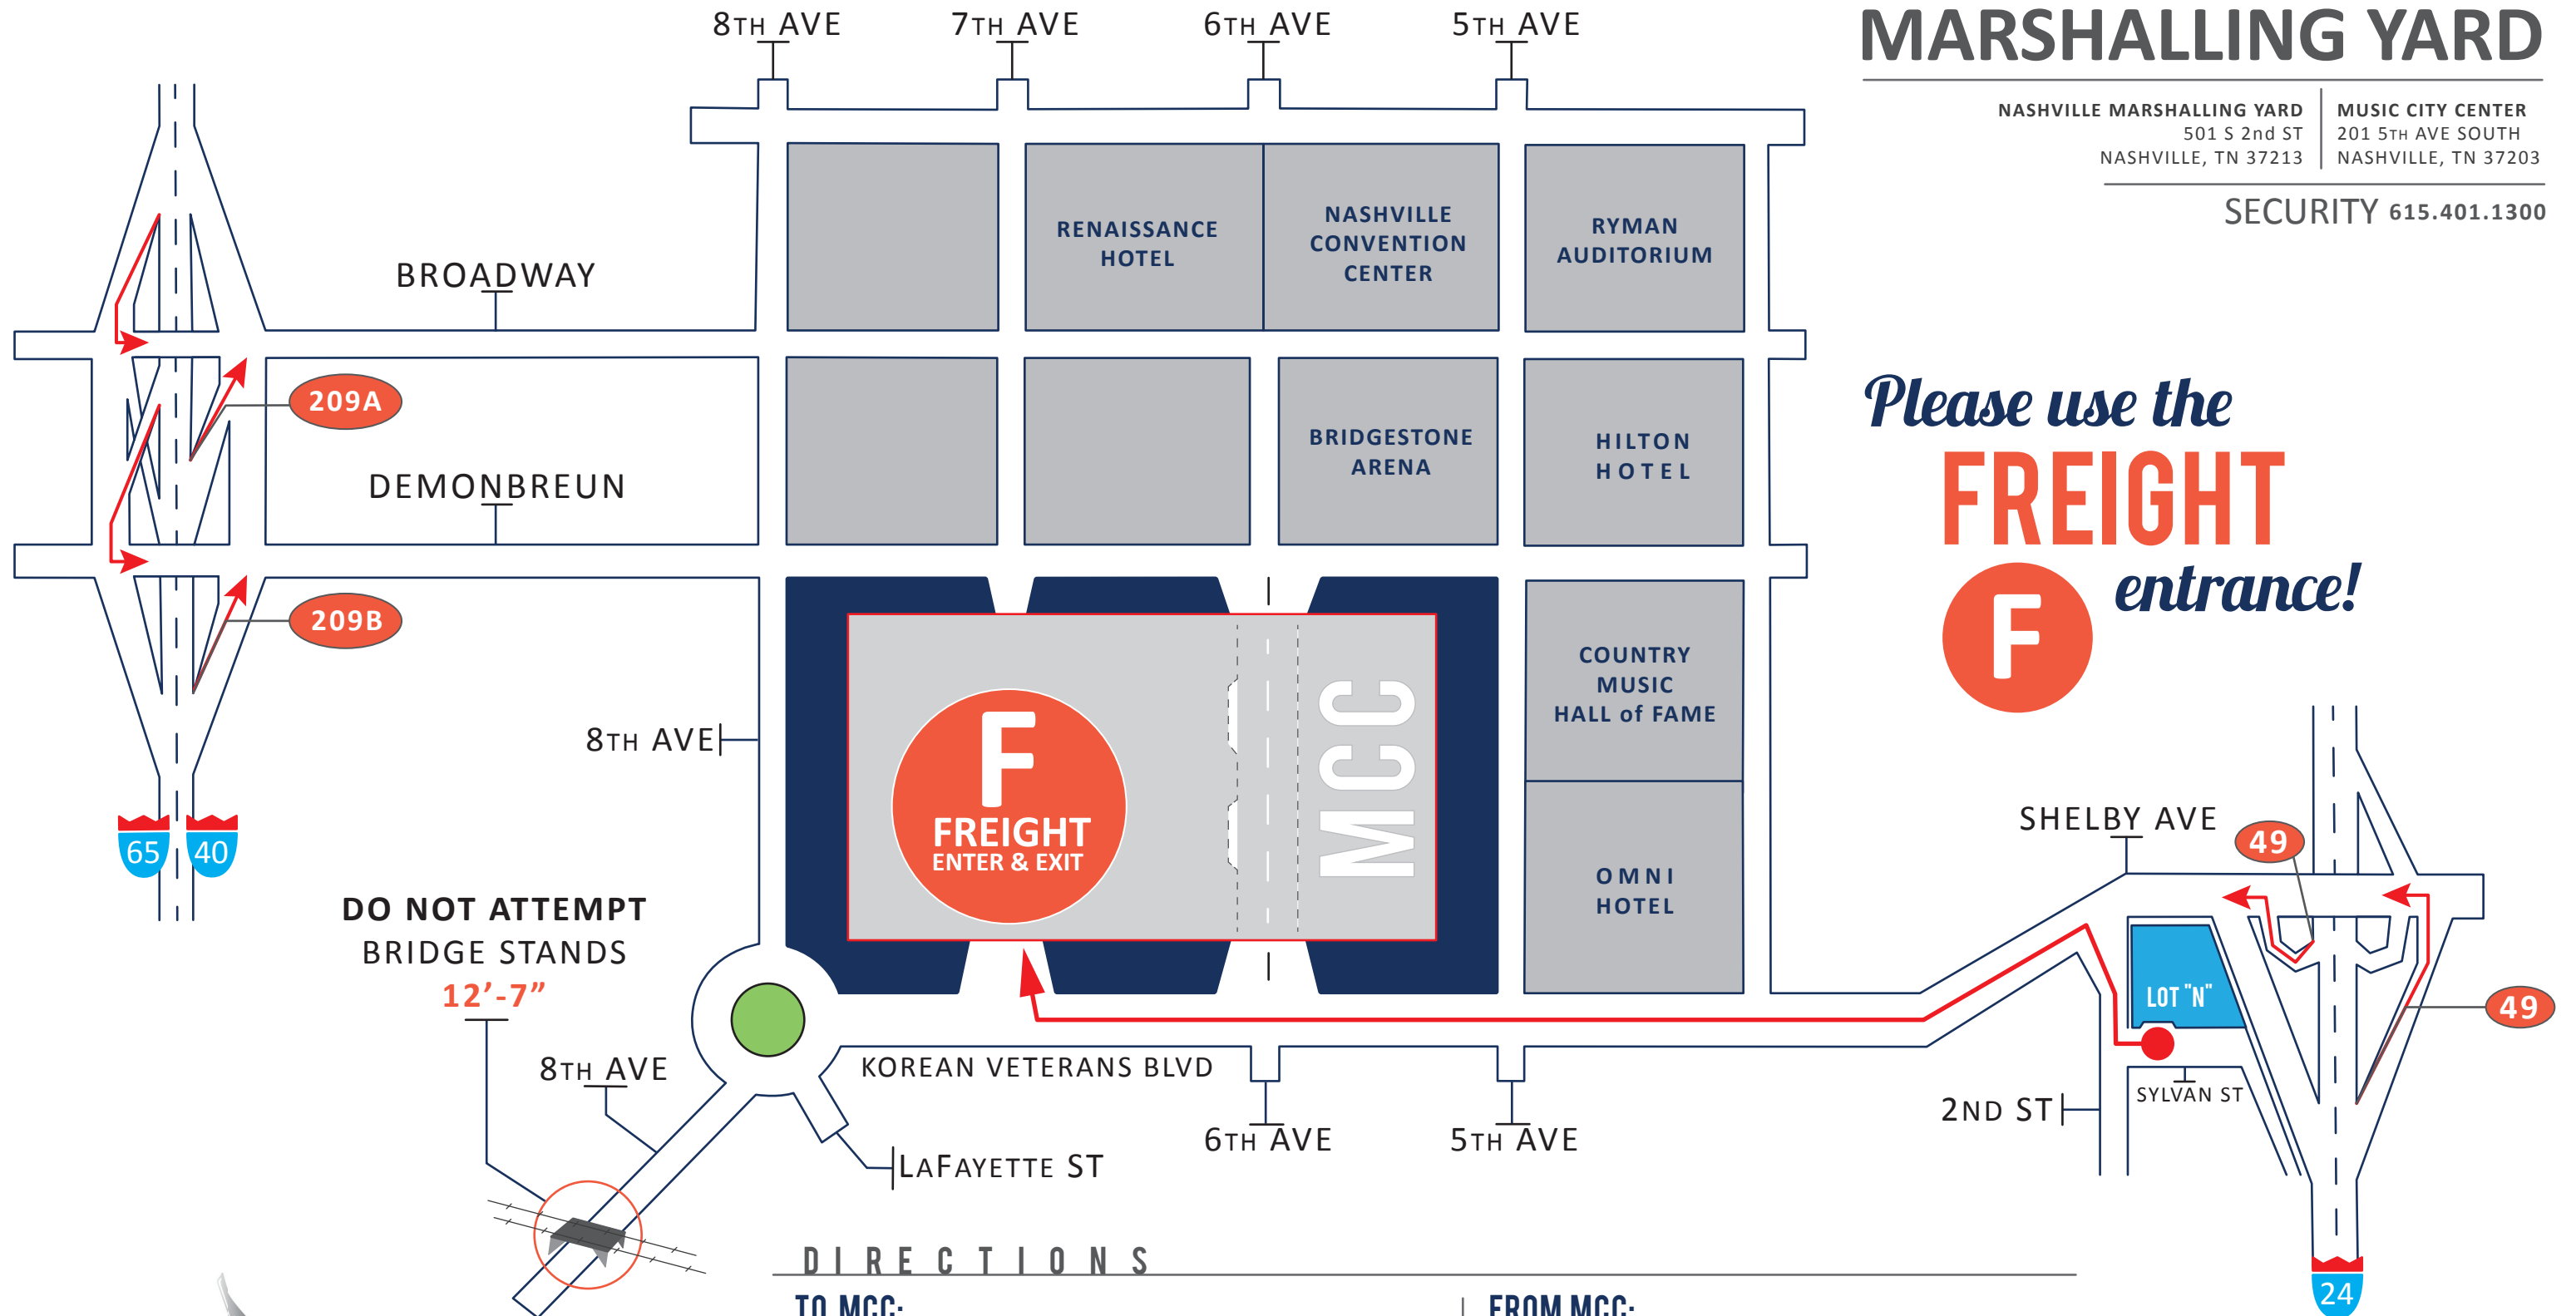 8TH AVE
7TH AVE
6TH AVE
5TH AVE
MARSHALLING YARD
NASHVILLE MARSHALLING YARD
501 S 2nd ST
NASHVILLE, TN 37213
MUSIC CITY CENTER
201 5TH AVE SOUTH
NASHVILLE, TN 37203
SECURITY 615.401.1300
RENAISSANCE
HOTEL
NASHVILLE
CONVENTION
CENTER
RYMAN
AUDITORIUM
BROADWAY
209A
Please use the
FREIGHT
F
entrance!
DEMONBREUN
BRIDGESTONE
ARENA
HILTON
HOTEL
209B
8TH AVE
F
FREIGHT
ENTER & EXIT
MCC
COUNTRY
MUSIC
HALL of FAME
OMNI
HOTEL
65
40
DO NOT ATTEMPT
BRIDGE STANDS
12'-7”
SHELBY AVE
49
LOT "N"
49
8TH AVE
KOREAN VETERANS BLVD
LAFAYETTE ST
6TH AVE
5TH AVE
2ND ST
SYLVAN ST
24
DIRECTIONS
TO MCC:
FROM MCC: